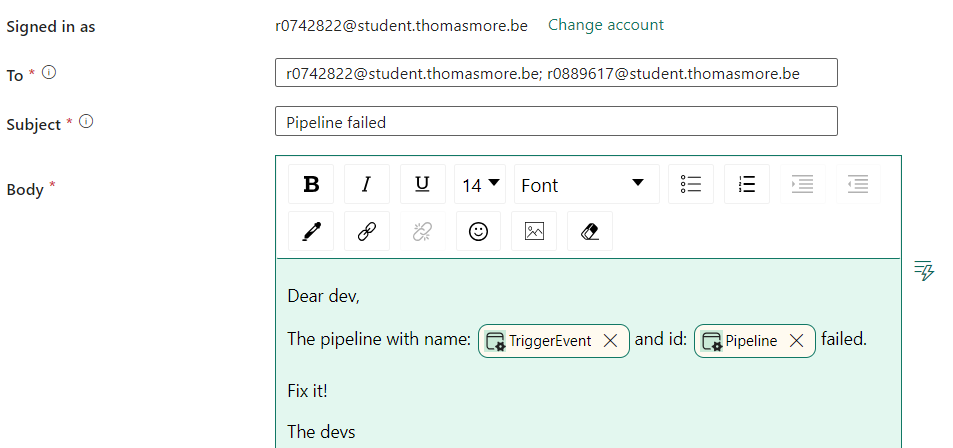 Signed in as r0742822@student.thomasmore.be Change account
To * r0742822@student.thomasmore.be; r0889617@student.thomasmore.be
Subject * Pipeline failed
Body *
B I U 14 Font
Dear dev,
The pipeline with name: TriggerEvent and id: Pipeline failed.
Fix it!
The devs